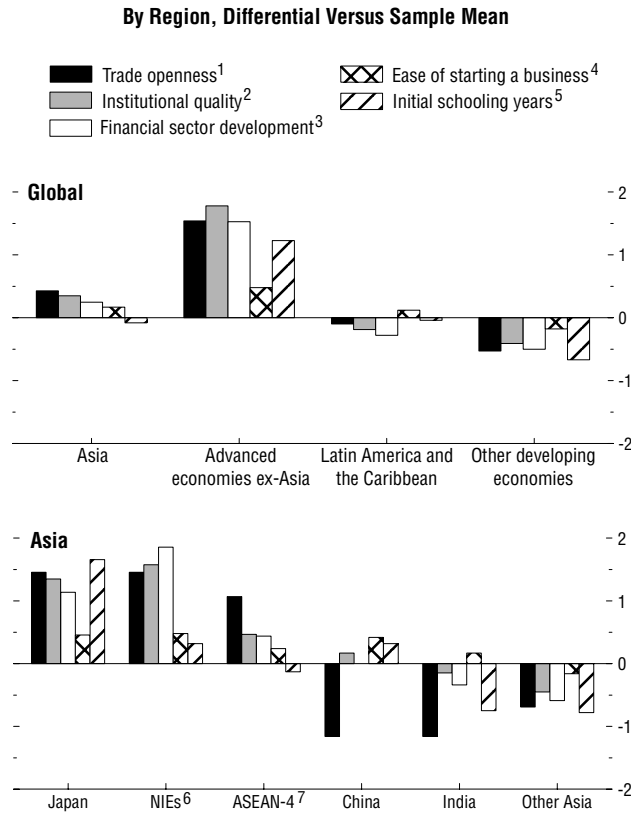 By Region, Differential Versus Sample Mean
Trade openness1
Institutional quality2
Financial sector development3
Ease of starting a business4
Initial schooling years5
Global
2
1
0
-1
-2
Asia
Advanced
economies ex-Asia
Latin America and
the Caribbean
Other developing
economies
Asia
2
1
0
-1
-2
Japan
NIEs6
ASEAN-47
China
India
Other Asia